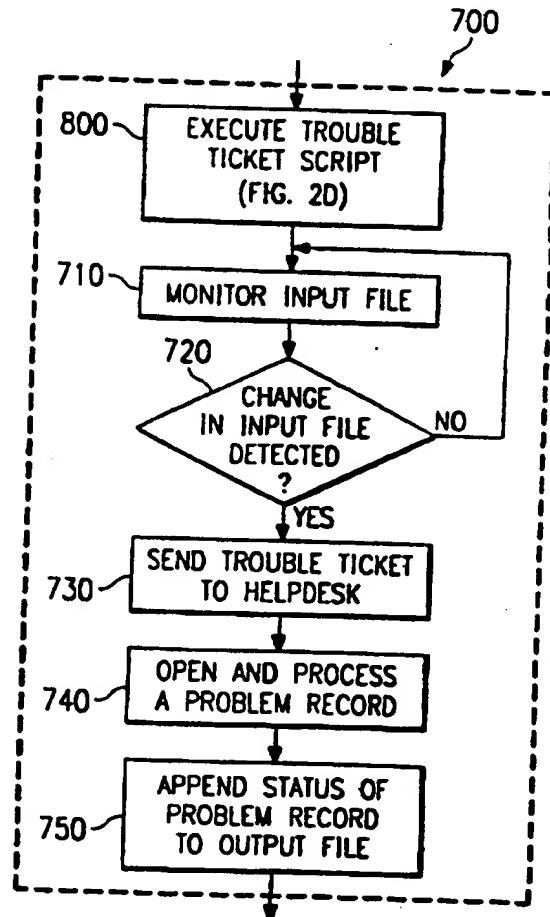 700
800
EXECUTE TROUBLE
TICKET SCRIPT
(FIG. 2D)
710
MONITOR INPUT FILE
720
CHANGE
IN INPUT FILE
DETECTED
?
NO
YES
730
SEND TROUBLE TICKET
TO HELPDESK
740
OPEN AND PROCESS
A PROBLEM RECORD
750
APPEND STATUS OF
PROBLEM RECORD
TO OUTPUT FILE